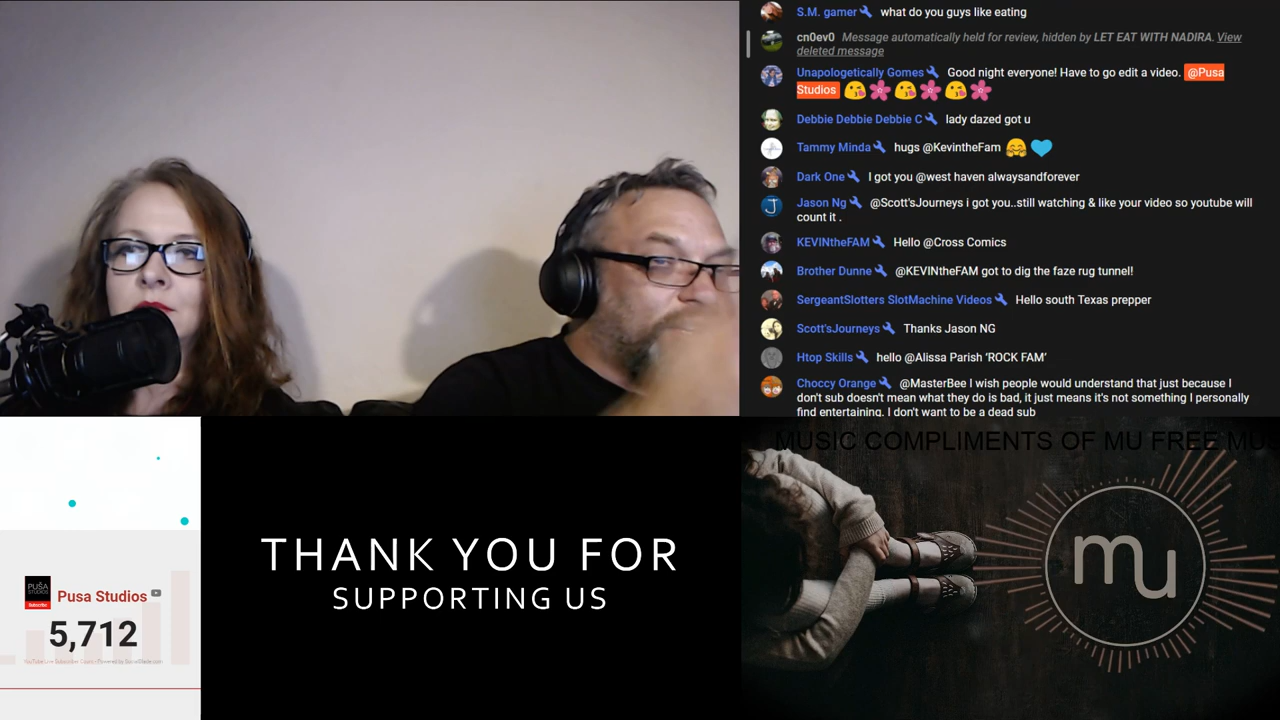 S.M. gamer what do you guys like eating
cn0ev0 Message automatically held for review, hidden by LET EAT WITH NADIRA. View
deleted message
Unapologetically Gomes Good night everyone! Have to go edit a video. @Pusa
Studios 😘🌸😘🌸😘🌸
Debbie Debbie Debbie C lady dazed got u
Tammy Minda hugs @KevintheFam 🤗💙
Dark One I got you @west haven alwaysandforever
Jason Ng @Scott'sJourneys i got you..still watching & like your video so youtube will
count it .
KEVINtheFAM Hello @Cross Comics
Brother Dunne @KEVINtheFAM got to dig the faze rug tunnel!
SergeantSlotters SlotMachine Videos Hello south Texas prepper
Scott'sJourneys Thanks Jason NG
Htop Skills hello @Alissa Parish ‘ROCK FAM’
Choccy Orange @MasterBee I wish people would understand that just because I
don't sub doesn't mean what they do is bad, it just means it's not something I personally
find entertaining. I don't want to be a dead sub
MUSIC COMPLIMENTS OF MU FREE MUS
mu
THANK YOU FOR
SUPPORTING US
PUŠA
STUDIOS
Subscribe
Pusa Studios
5,712